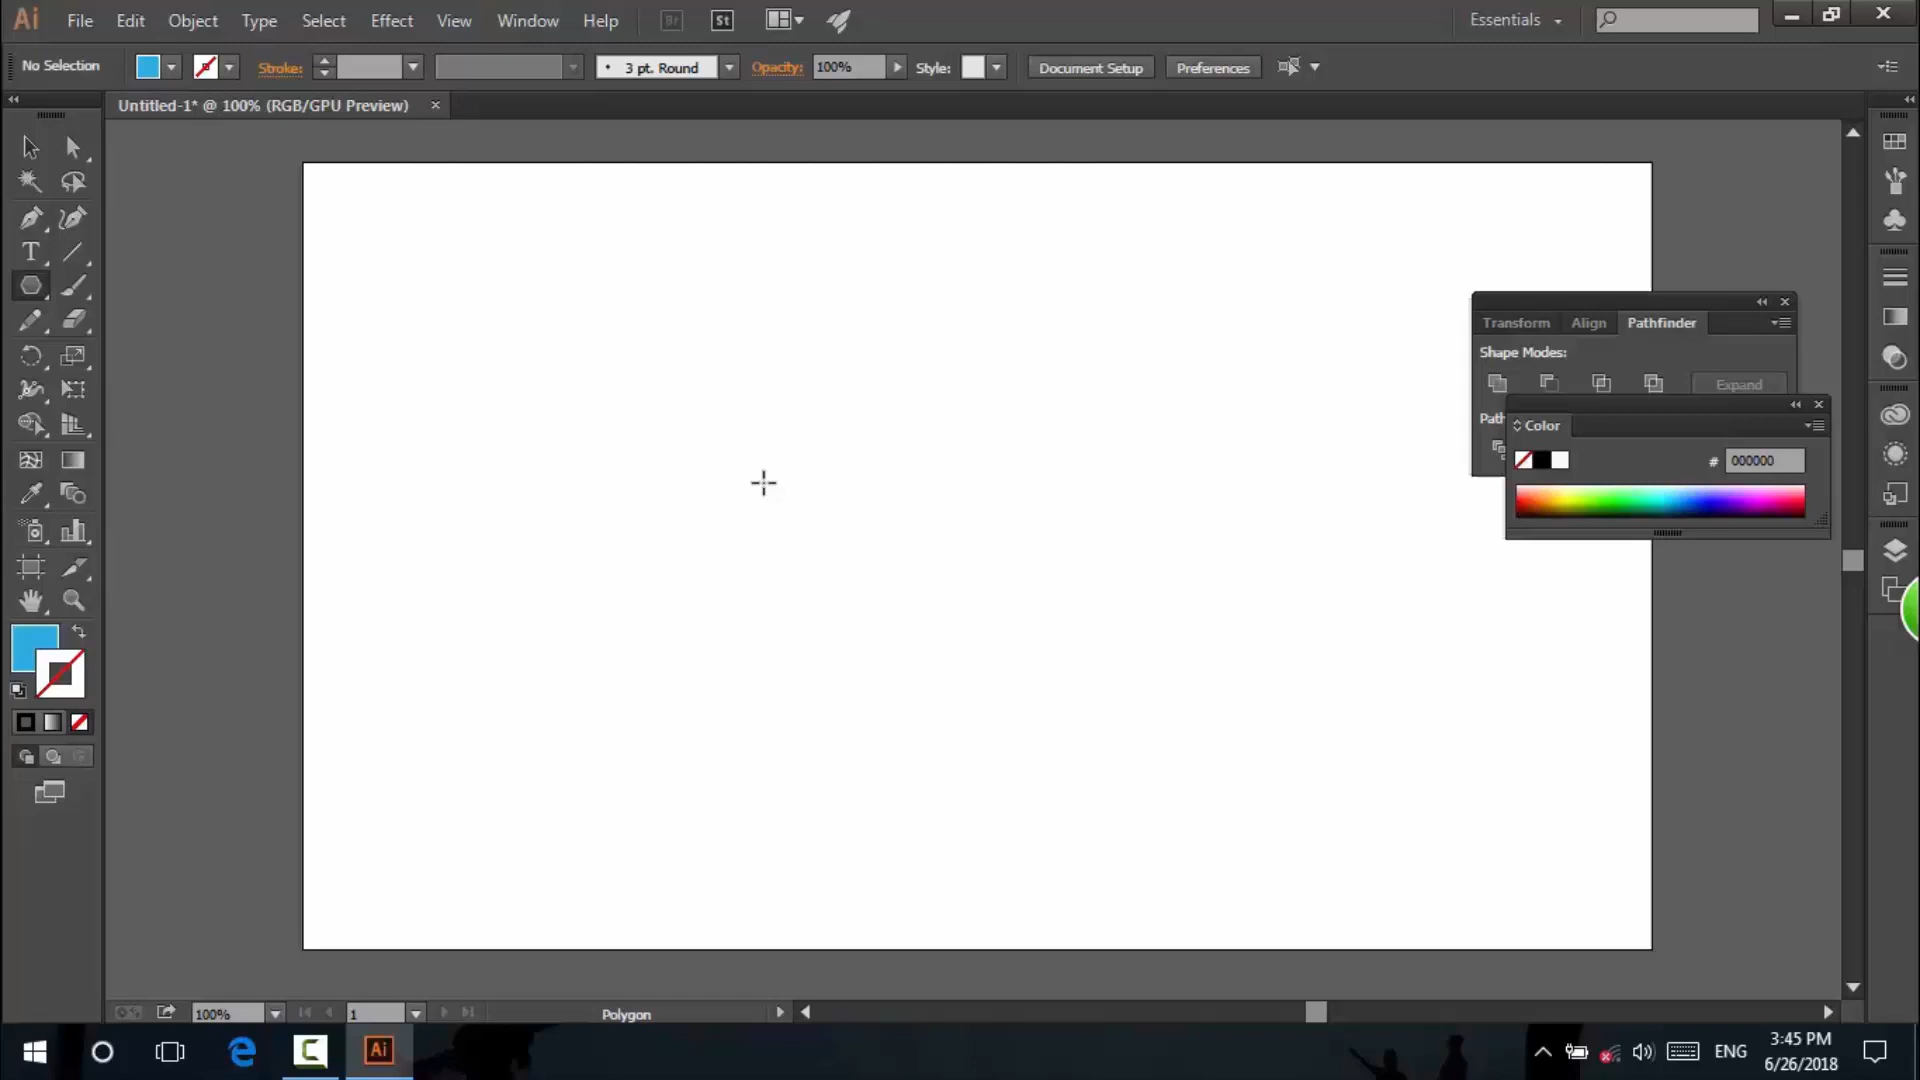 Ai File Edit Object Type Select Effect View Window Help Br St Essentials
No Selection Stroke: 3 pt. Round Opacity: 100% Style: Document Setup Preferences
Untitled-1* @ 100% (RGB/GPU Preview)
Transform Align Pathfinder
Shape Modes:
Expand
Path
Color
# 000000
T
100% 1 Polygon
Ai ENG 3:45 PM
6/26/2018